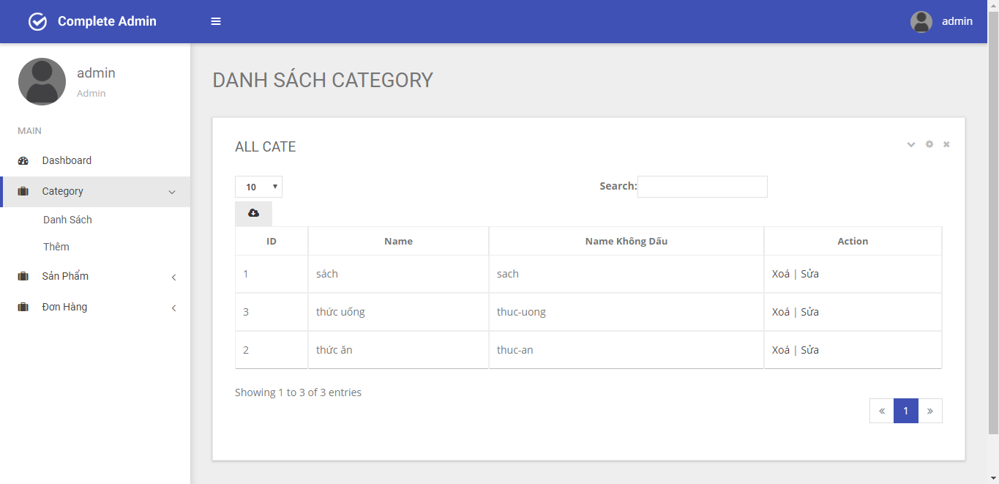 Complete Admin
admin
admin
Admin
MAIN
Dashboard
Category
Danh Sách
Thêm
Sản Phẩm
Đơn Hàng
DANH SÁCH CATEGORY
ALL CATE
10 Search:
ID Name Name Không Dấu Action
1 sách sach Xoá | Sửa
3 thức uống thuc-uong Xoá | Sửa
2 thức ăn thuc-an Xoá | Sửa
Showing 1 to 3 of 3 entries
« 1 »